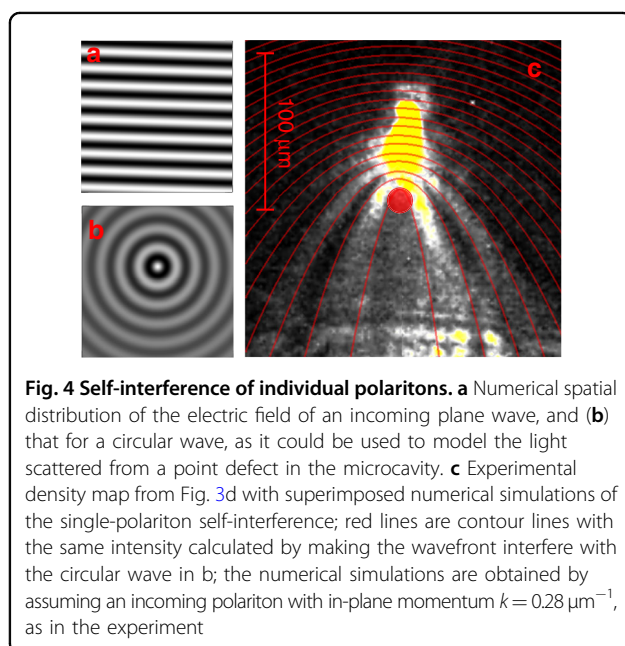 a
b
c
100 µm
Fig. 4 Self-interference of individual polaritons. a Numerical spatial
distribution of the electric field of an incoming plane wave, and (b)
that for a circular wave, as it could be used to model the light
scattered from a point defect in the microcavity. c Experimental
density map from Fig. 3d with superimposed numerical simulations of
the single-polariton self-interference; red lines are contour lines with
the same intensity calculated by making the wavefront interfere with
the circular wave in b; the numerical simulations are obtained by
assuming an incoming polariton with in-plane momentum k = 0.28 µm⁻¹,
as in the experiment